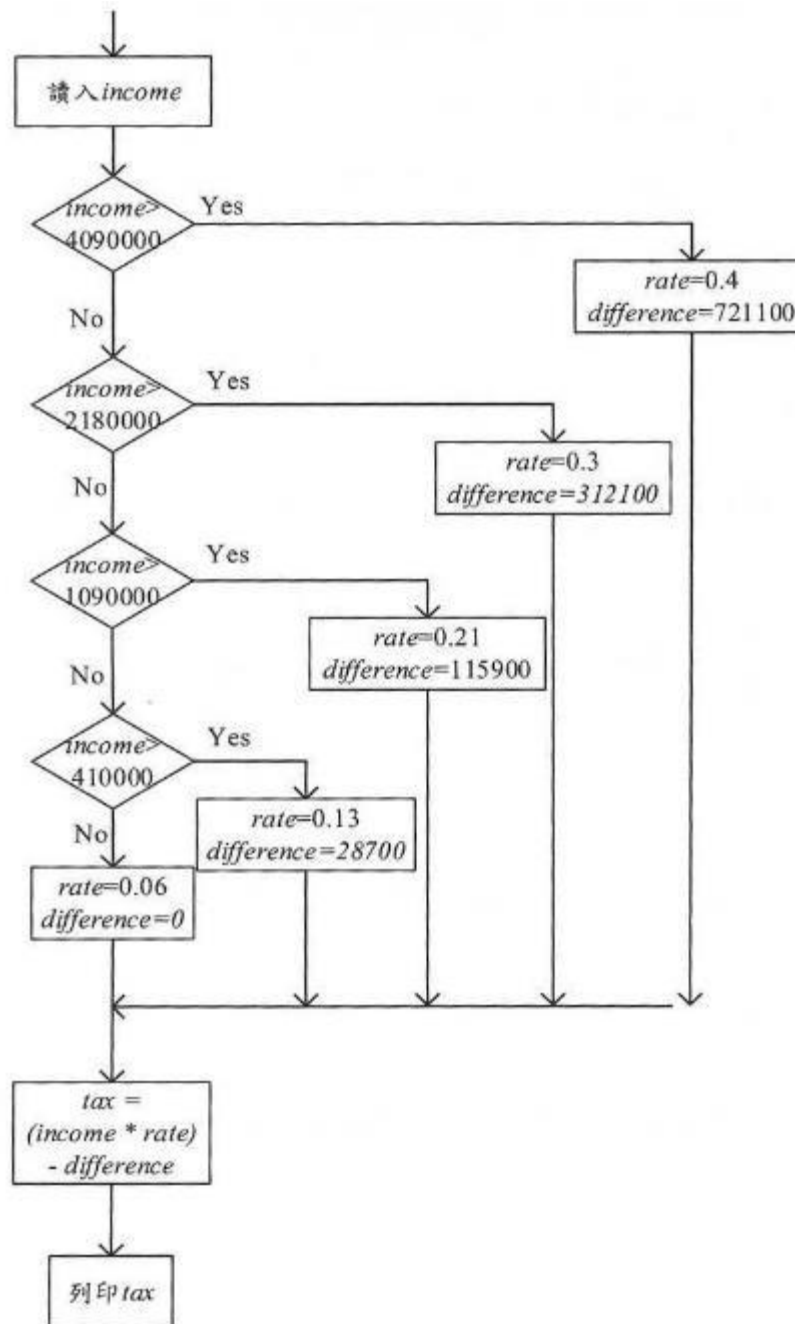 讀入income
income>
4090000
Yes
rate=0.4
difference=721100
No
income>
2180000
Yes
rate=0.3
difference=312100
No
income>
1090000
Yes
rate=0.21
difference=115900
No
income>
410000
Yes
rate=0.13
difference=28700
No
rate=0.06
difference=0
tax =
(income * rate)
- difference
列印tax